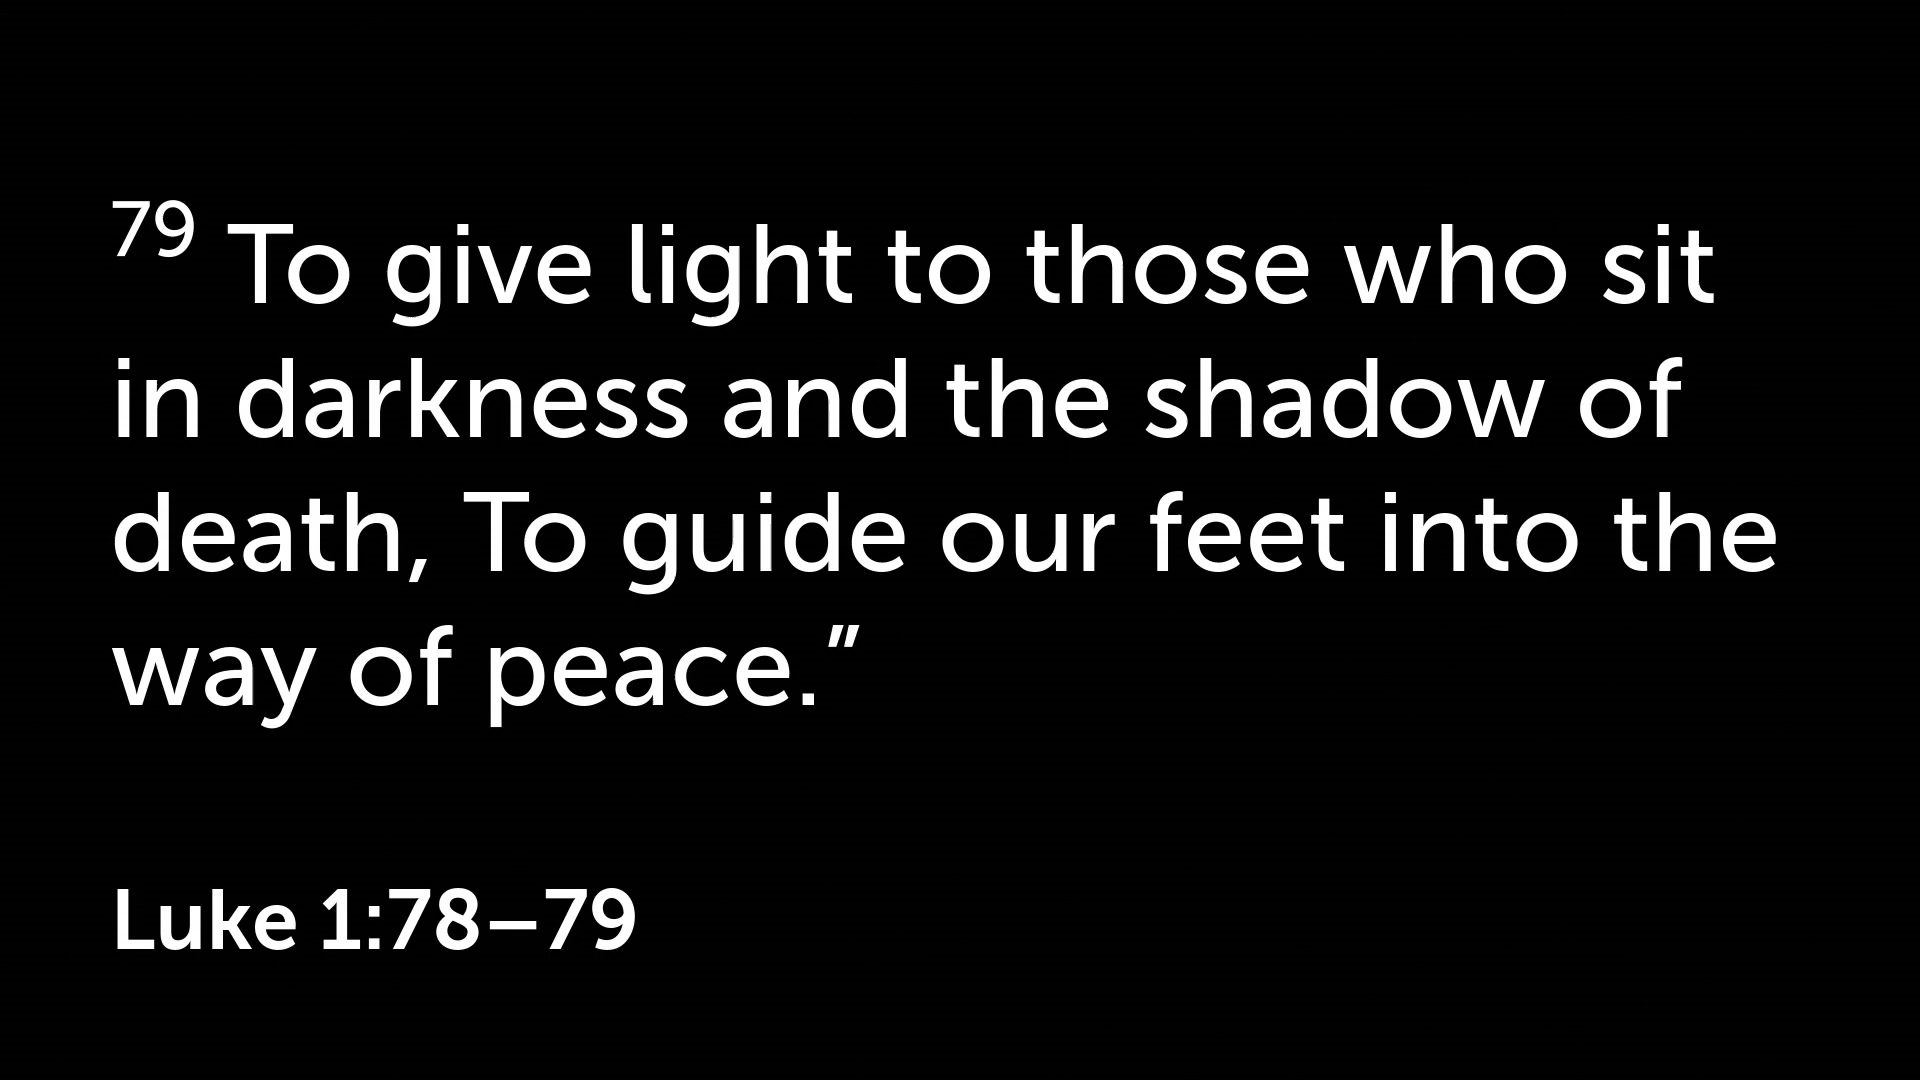 79 To give light to those who sit
in darkness and the shadow of
death, To guide our feet into the
way of peace.”
Luke 1:78–79